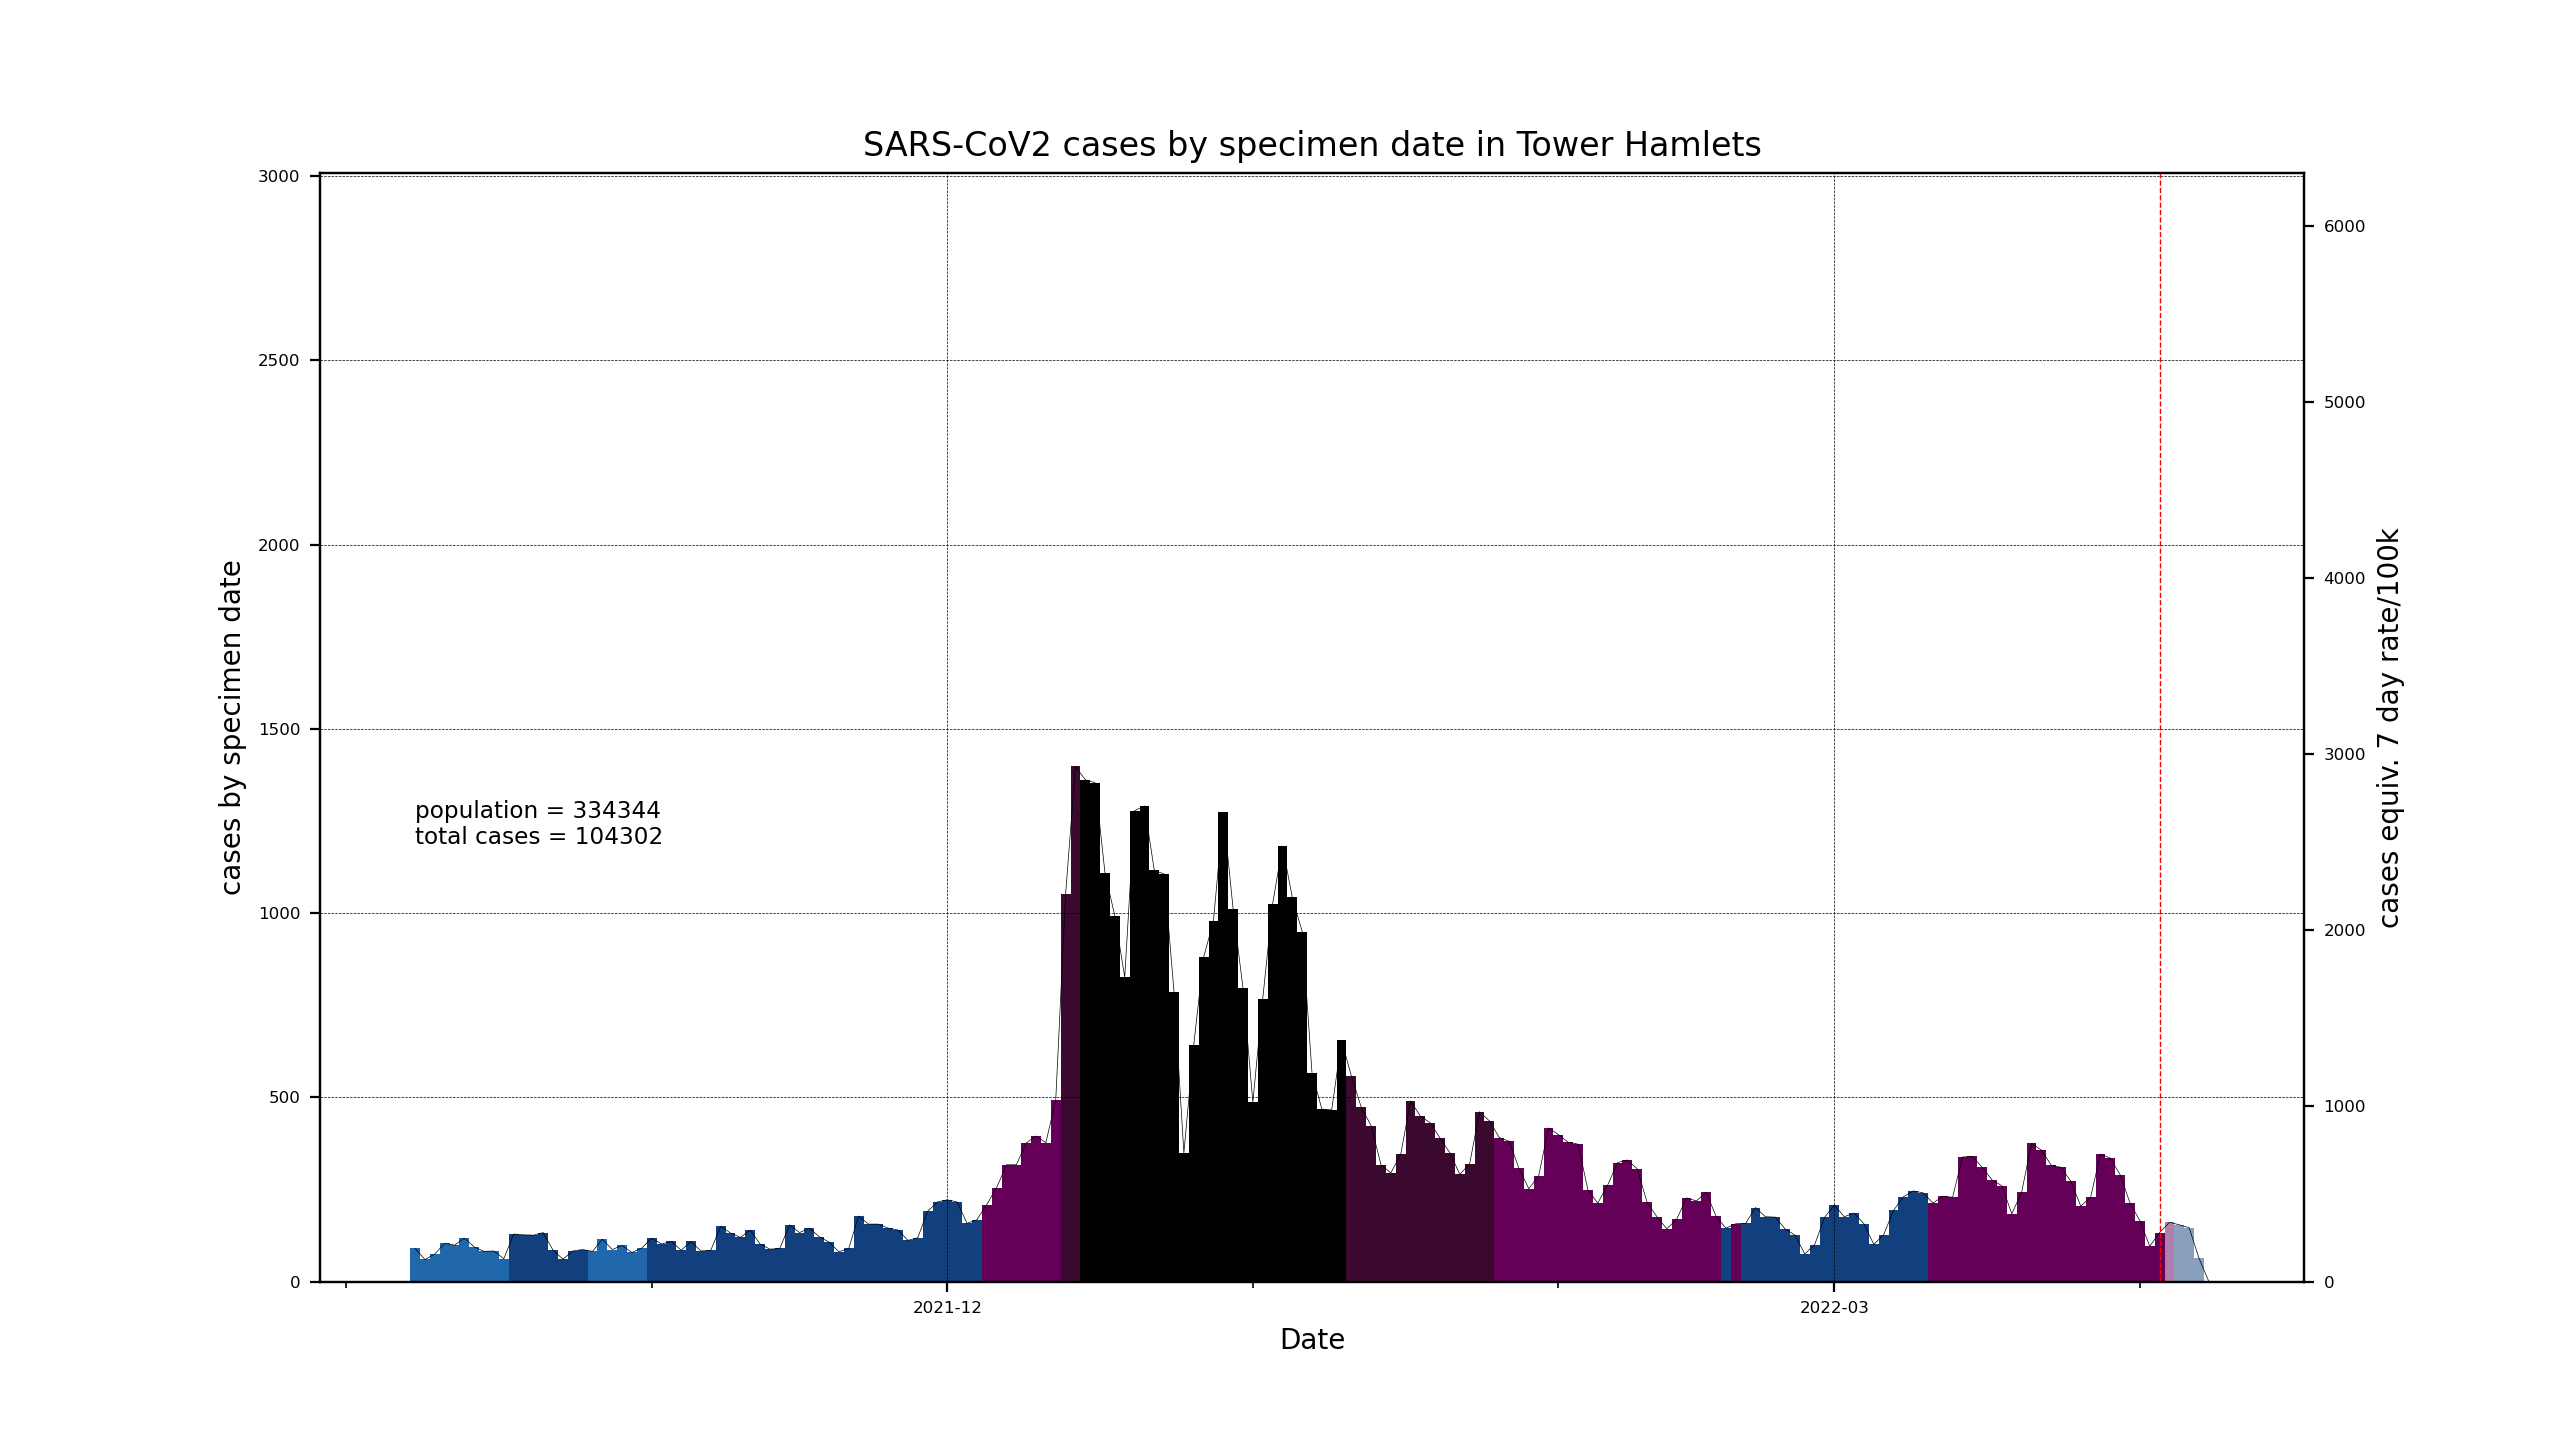 SARS-CoV2 cases by specimen date in Tower Hamlets
3000
2500
2000
1500
1000
500
0
cases by specimen date
population = 334344
total cases = 104302
6000
5000
4000
3000
2000
1000
0
cases equiv. 7 day rate/100k
2021-12
2022-03
Date